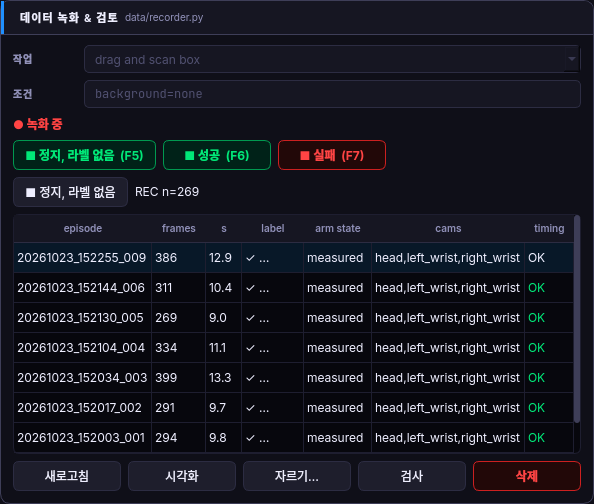 데이터 녹화 & 검토 data/recorder.py
작업 drag and scan box
조건 background=none
녹화 중
정지, 라벨 없음 (F5) 성공 (F6) 실패 (F7)
정지, 라벨 없음 REC n=269
episode frames s label arm state cams timing
20261023_152255_009 386 12.9 ✓ ... measured head,left_wrist,right_wrist OK
20261023_152144_006 311 10.4 ✓ ... measured head,left_wrist,right_wrist OK
20261023_152130_005 269 9.0 ✓ ... measured head,left_wrist,right_wrist OK
20261023_152104_004 334 11.1 ✓ ... measured head,left_wrist,right_wrist OK
20261023_152034_003 399 13.3 ✓ ... measured head,left_wrist,right_wrist OK
20261023_152017_002 291 9.7 ✓ ... measured head,left_wrist,right_wrist OK
20261023_152003_001 294 9.8 ✓ ... measured head,left_wrist,right_wrist OK
새로고침 시각화 자르기... 검사 삭제